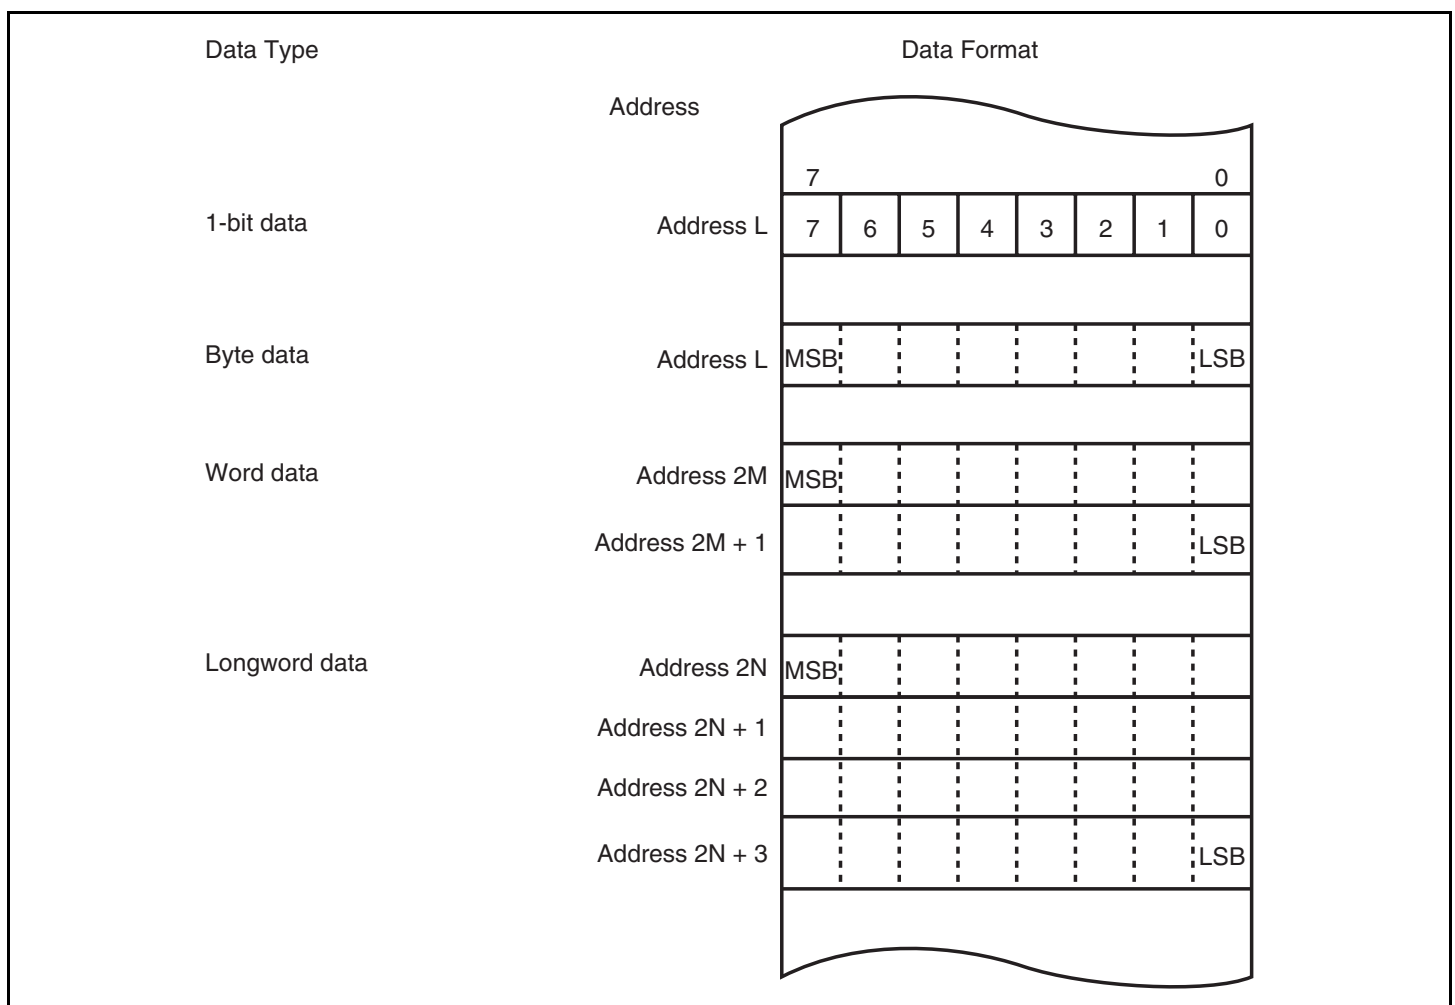 Data Type Data Format
Address
7 0
1-bit data Address L 7 6 5 4 3 2 1 0
Byte data Address L MSB LSB
Word data Address 2M MSB
Address 2M + 1 LSB
Longword data Address 2N MSB
Address 2N + 1
Address 2N + 2
Address 2N + 3 LSB